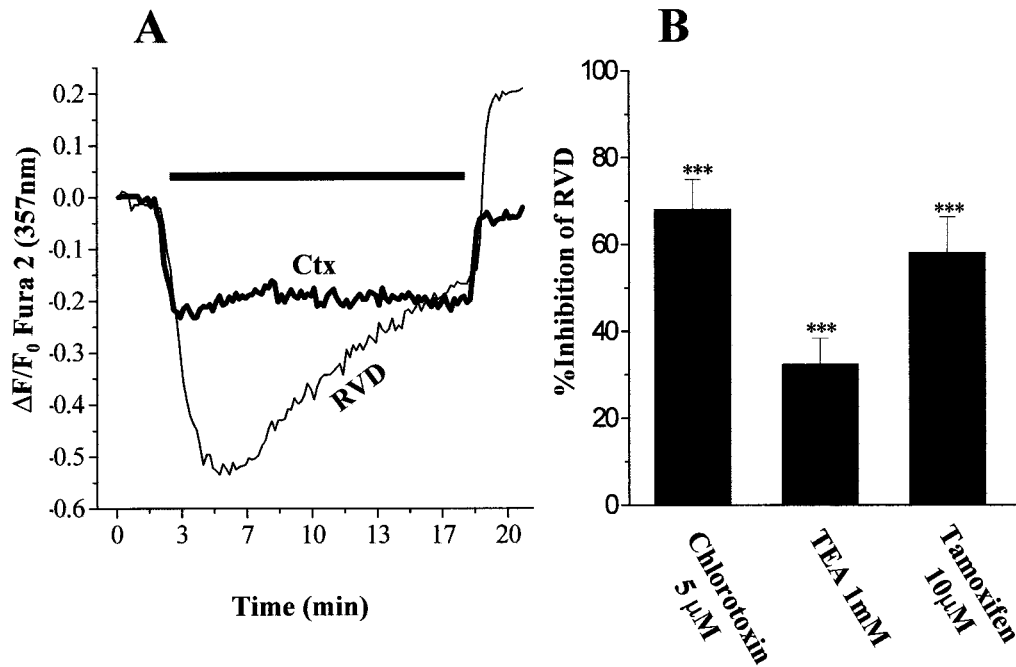 A
ΔF/F0 Fura 2 (357nm)
0.2
0.1
0.0
-0.1
-0.2
-0.3
-0.4
-0.5
-0.6
Ctx
RVD
0
3
7
10
13
17
20
Time (min)
B
%Inhibition of RVD
100
80
60
40
20
0
***
***
***
Chlorotoxin
5 μM
TEA 1mM
Tamoxifen
10μM